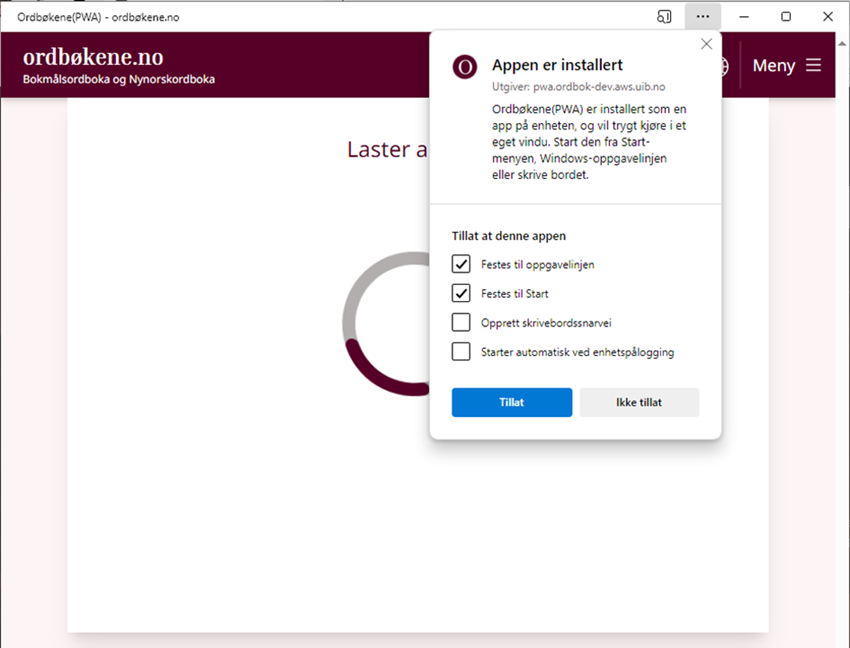 Ordbøkene(PWA) - ordbøkene.no
ordbøkene.no
Bokmålsordboka og Nynorskordboka
Meny
Laster a
O
Appen er installert
Utgiver: pwa.ordbok-dev.aws.uib.no
Ordbøkene(PWA) er installert som en
app på enheten, og vil trygt kjøre i et
eget vindu. Start den fra Start-
menyen, Windows-oppgavelinjen
eller skrive bordet.
Tillat at denne appen
Festes til oppgavelinjen
Festes til Start
Opprett skrivebordssnarvei
Starter automatisk ved enhetspålogging
Tillat
Ikke tillat